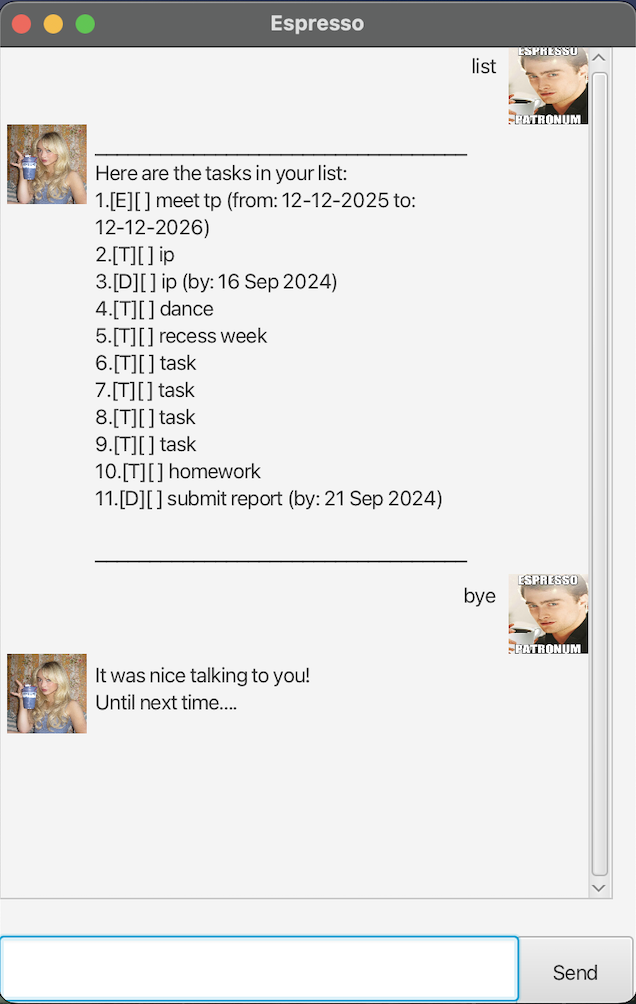 Espresso
list
ESPRESSO
PATRONUM
___________________________________
Here are the tasks in your list:
1.[E][ ] meet tp (from: 12-12-2025 to:
12-12-2026)
2.[T][ ] ip
3.[D][ ] ip (by: 16 Sep 2024)
4.[T][ ] dance
5.[T][ ] recess week
6.[T][ ] task
7.[T][ ] task
8.[T][ ] task
9.[T][ ] task
10.[T][ ] homework
11.[D][ ] submit report (by: 21 Sep 2024)
___________________________________
bye
ESPRESSO
PATRONUM
It was nice talking to you!
Until next time....
Send